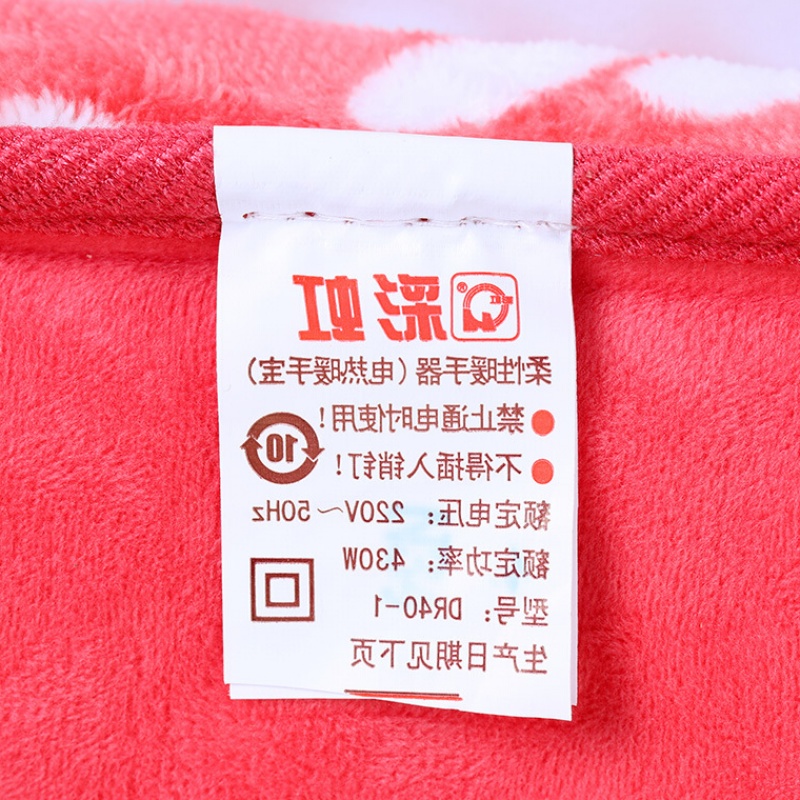 彩虹®
柔性暖手器(电热暖手宝)
禁止通电时使用!
不得插入销钉!
10
额定电压: 220V~50Hz
额定功率: 430W
型号: DR40-1
生产日期见下页